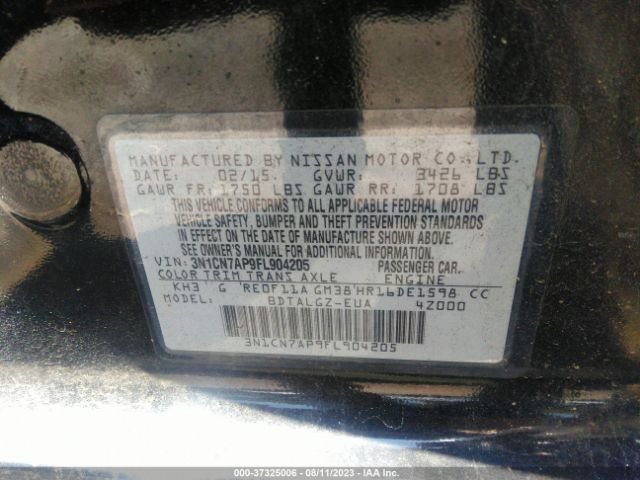 MANUFACTURED BY NISSAN MOTOR CO., LTD.
DATE: 02/15 GVWR: 3426 LBS
GAWR FR: 1750 LBS GAWR RR: 1708 LBS
THIS VEHICLE CONFORMS TO ALL APPLICABLE FEDERAL MOTOR
VEHICLE SAFETY, BUMPER AND THEFT PREVENTION STANDARDS
IN EFFECT ON THE DATE OF MANUFACTURE SHOWN ABOVE.
SEE OWNER'S MANUAL FOR ADDITIONAL INFORMATION
VIN: 3N1CN7AP9FL904205 PASSENGER CAR.
COLOR TRIM TRANS AXLE ENGINE
KH3 G RE0F11A GM38 HR16DE1598 CC
MODEL: BDTALGZ-EUA 4Z000
3N1CN7AP9FL904205
000-37325006 - 08/11/2023 - IAA Inc.